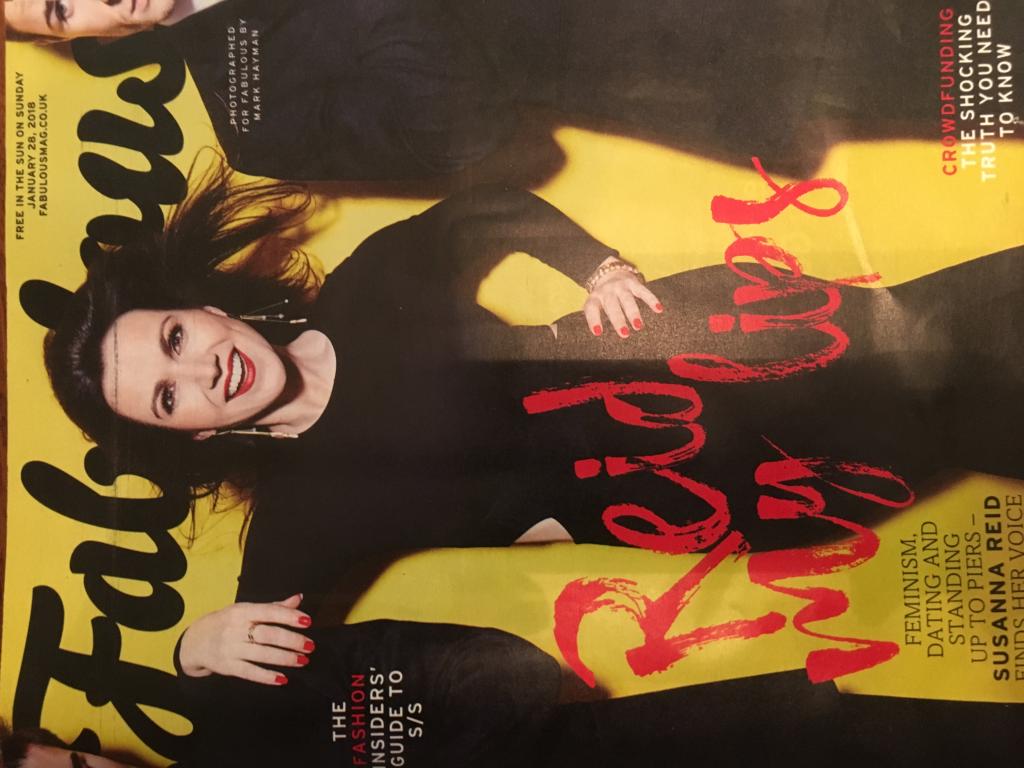 FREE IN THE SUN ON SUNDAY
JANUARY 28, 2018
FABULOUSMAG.CO.UK
Fabulous
PHOTOGRAPHED
FOR FABULOUS BY
MARK HAYMAN
THE
FASHION
INSIDERS'
GUIDE TO
S/S
Reid
my lips
FEMINISM,
DATING AND
STANDING
UP TO PIERS –
SUSANNA REID
FINDS HER VOICE
CROWDFUNDING
THE SHOCKING
TRUTH YOU NEED
TO KNOW